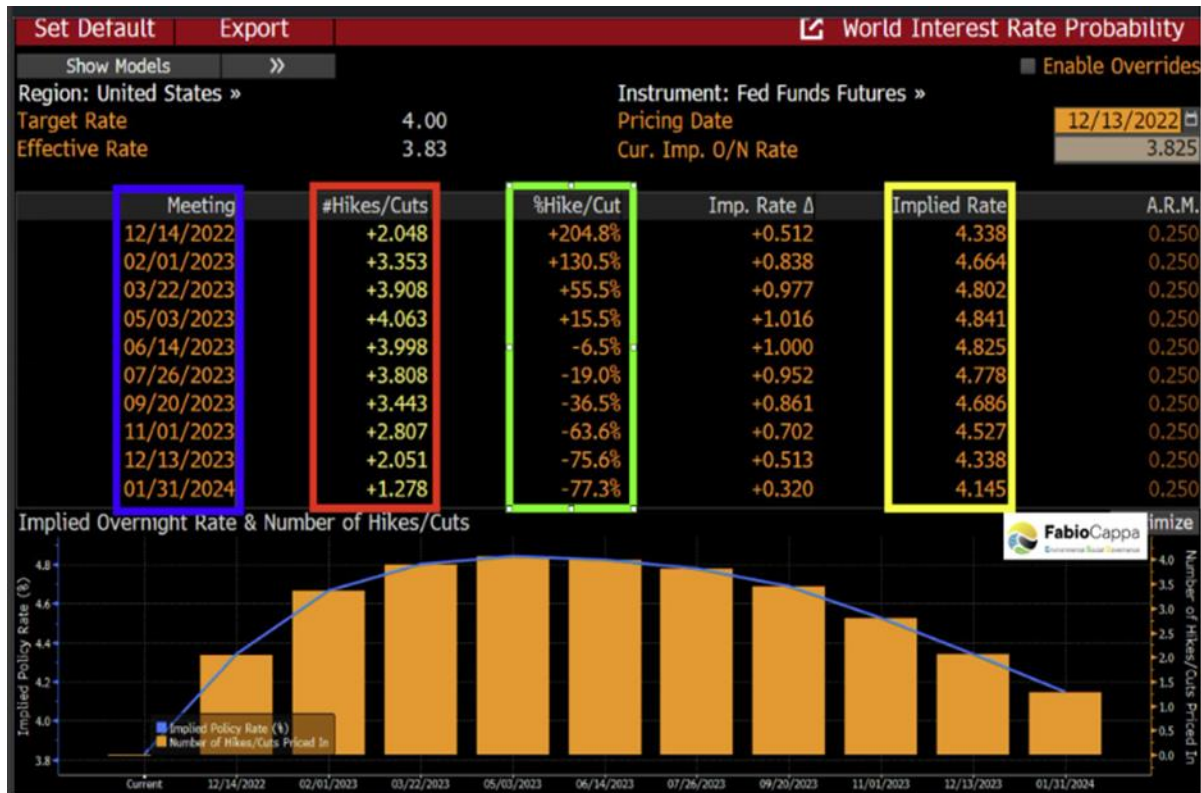 Set Default Export World Interest Rate Probability
Show Models » Enable Overrides
Region: United States » Instrument: Fed Funds Futures »
Target Rate 4.00 Pricing Date 12/13/2022
Effective Rate 3.83 Cur. Imp. O/N Rate 3.825
Meeting #Hikes/Cuts %Hike/Cut Imp. Rate Δ Implied Rate A.R.M.
12/14/2022 +2.048 +204.8% +0.512 4.338 0.250
02/01/2023 +3.353 +130.5% +0.838 4.664 0.250
03/22/2023 +3.908 +55.5% +0.977 4.802 0.250
05/03/2023 +4.063 +15.5% +1.016 4.841 0.250
06/14/2023 +3.998 -6.5% +1.000 4.825 0.250
07/26/2023 +3.808 -19.0% +0.952 4.778 0.250
09/20/2023 +3.443 -36.5% +0.861 4.686 0.250
11/01/2023 +2.807 -63.6% +0.702 4.527 0.250
12/13/2023 +2.051 -75.6% +0.513 4.338 0.250
01/31/2024 +1.278 -77.3% +0.320 4.145 0.250
Implied Overnight Rate & Number of Hikes/Cuts imize
FabioCappa
Environmental Social Governance
Implied Policy Rate (%)
4.8
4.6
4.4
4.2
4.0
3.8
Implied Policy Rate (%)
Number of Hikes/Cuts Priced In
4.0
3.5
3.0
2.5
2.0
1.5
1.0
0.5
0.0
Number of Hikes/Cuts Priced In
Current 12/14/2022 02/01/2023 03/22/2023 05/03/2023 06/14/2023 07/26/2023 09/20/2023 11/01/2023 12/13/2023 01/31/2024